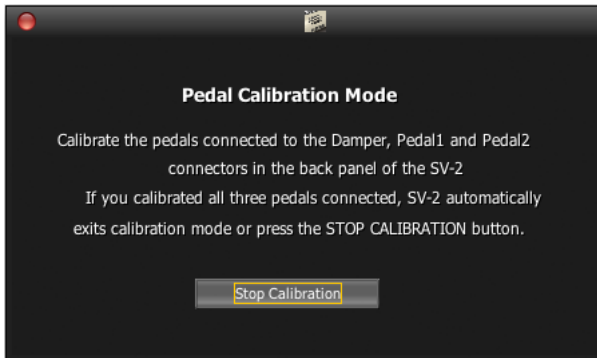 Pedal Calibration Mode
Calibrate the pedals connected to the Damper, Pedal1 and Pedal2
connectors in the back panel of the SV-2
If you calibrated all three pedals connected, SV-2 automatically
exits calibration mode or press the STOP CALIBRATION button.
Stop Calibration